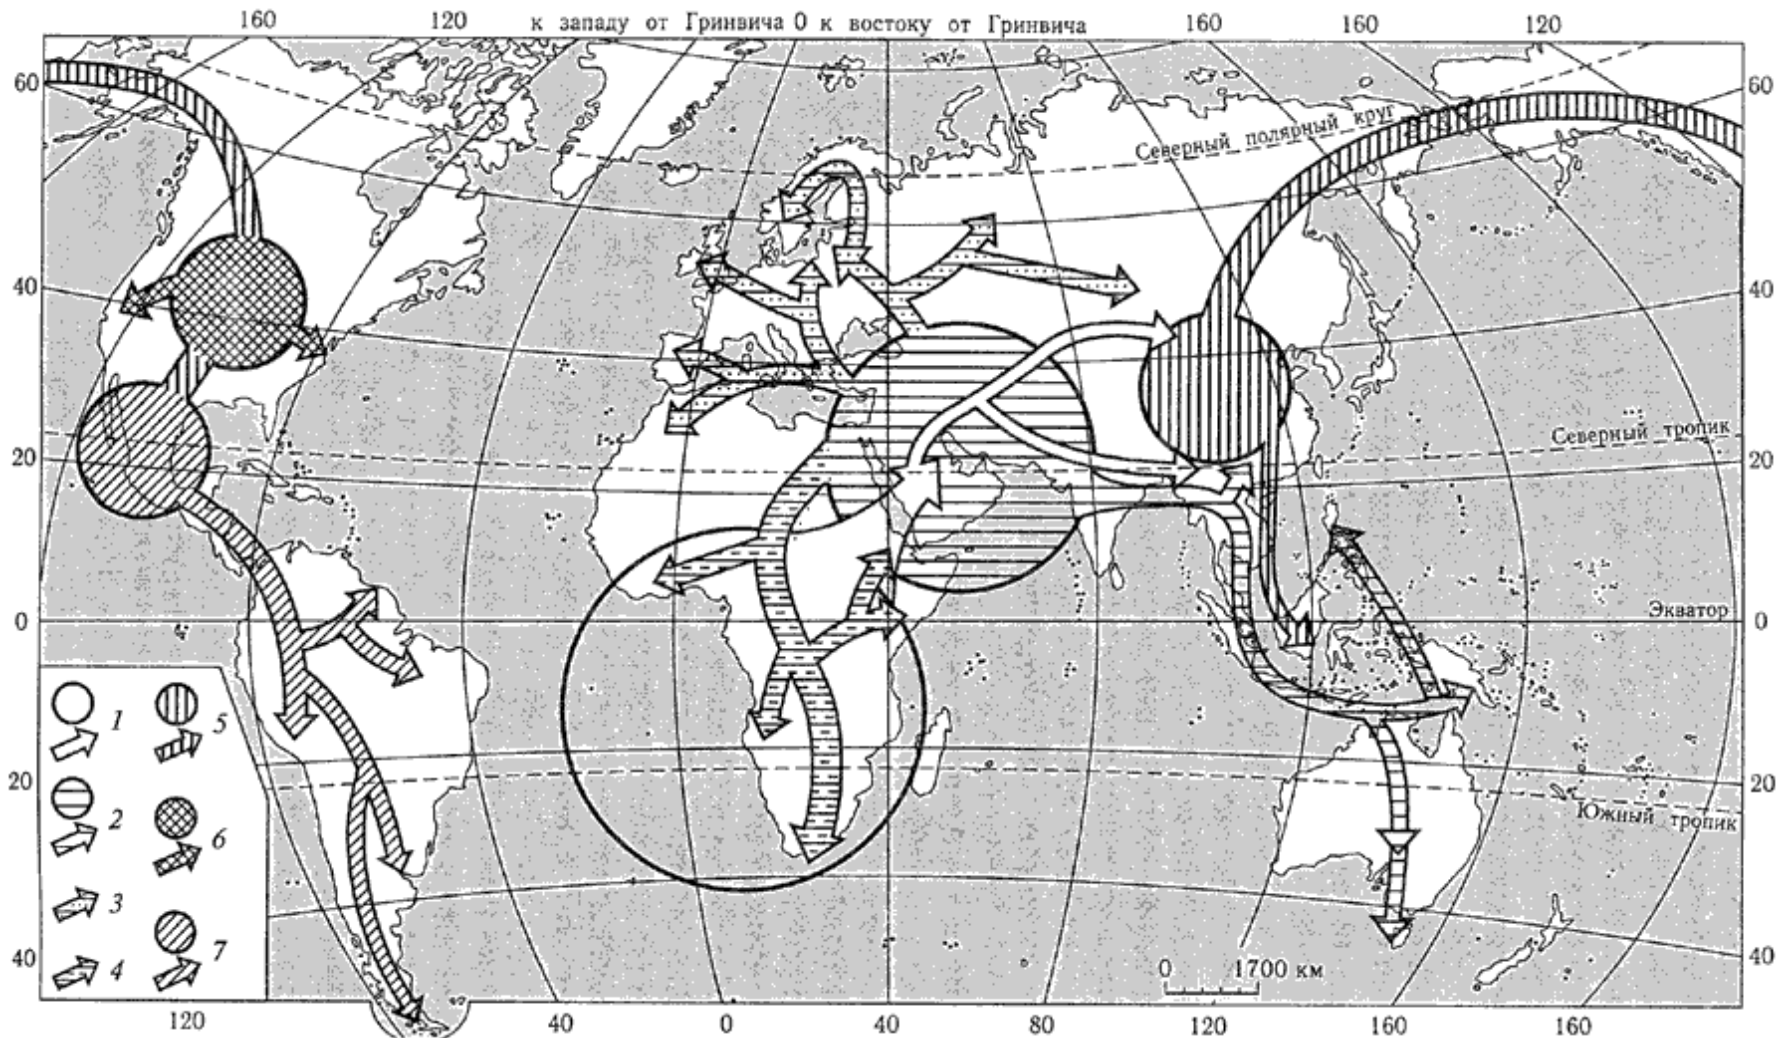 160 120 к западу от Гринвича 0 к востоку от Гринвича 160 160 120
60 60
Северный полярный круг
40 40
Северный тропик
20 20
Экватор
0 0
1 5
2 6
3
4 7
20 20
Южный тропик
40 40
0 1700 км
120 40 0 40 80 120 160 160